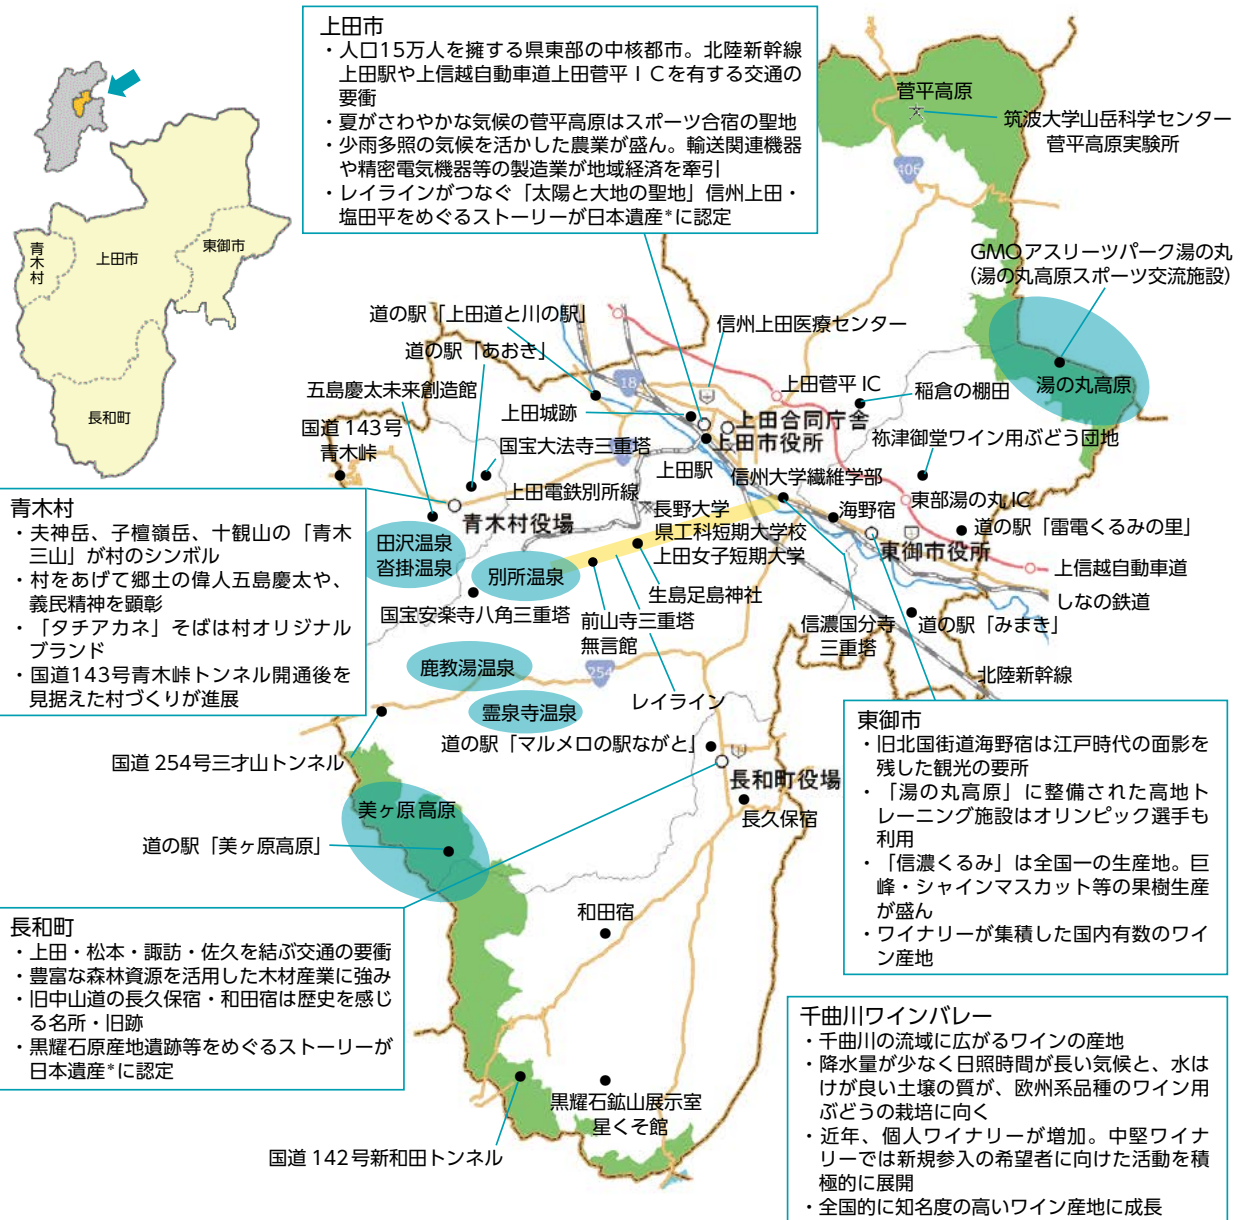 上田市
・人口15万人を擁する県東部の中核都市。北陸新幹線
上田駅や上信越自動車道上田菅平ＩＣを有する交通の
要衝
・夏がさわやかな気候の菅平高原はスポーツ合宿の聖地
・少雨多照の気候を活かした農業が盛ん。輸送関連機器
や精密電気機器等の製造業が地域経済を牽引
・レイラインがつなぐ「太陽と大地の聖地」信州上田・
塩田平をめぐるストーリーが日本遺産*に認定
青木村
上田市
東御市
長和町
菅平高原
筑波大学山岳科学センター
菅平高原実験所
406
GMOアスリーツパーク湯の丸
(湯の丸高原スポーツ交流施設)
湯の丸高原
道の駅「上田道と川の駅」
信州上田医療センター
道の駅「あおき」
18
上田菅平 IC
五島慶太未来創造館
稲倉の棚田
上田城跡
上田合同庁舎
上田市役所
国道 143号
青木峠
国宝大法寺三重塔
祢津御堂ワイン用ぶどう団地
上田駅
信州大学繊維学部
上田電鉄別所線
長野大学
県工科短期大学校
上田女子短期大学
海野宿
東部湯の丸 IC
道の駅「雷電くるみの里」
青木村役場
東御市役所
田沢温泉
沓掛温泉
別所温泉
上信越自動車道
生島足島神社
しなの鉄道
国宝安楽寺八角三重塔
前山寺三重塔
無言館
信濃国分寺
三重塔
道の駅「みまき」
北陸新幹線
鹿教湯温泉
254
レイライン
霊泉寺温泉
道の駅「マルメロの駅ながと」
長和町役場
長久保宿
国道 254号三才山トンネル
美ヶ原高原
道の駅「美ヶ原高原」
和田宿
黒耀石鉱山展示室
星くそ館
国道 142号新和田トンネル
青木村
・夫神岳、子檀嶺岳、十観山の「青木
三山」が村のシンボル
・村をあげて郷土の偉人五島慶太や、
義民精神を顕彰
・「タチアカネ」そばは村オリジナル
ブランド
・国道143号青木峠トンネル開通後を
見据えた村づくりが進展
長和町
・上田・松本・諏訪・佐久を結ぶ交通の要衝
・豊富な森林資源を活用した木材産業に強み
・旧中山道の長久保宿・和田宿は歴史を感じ
る名所・旧跡
・黒耀石原産地遺跡等をめぐるストーリーが
日本遺産*に認定
東御市
・旧北国街道海野宿は江戸時代の面影を
残した観光の要所
・「湯の丸高原」に整備された高地ト
レーニング施設はオリンピック選手も
利用
・「信濃くるみ」は全国一の生産地。巨
峰・シャインマスカット等の果樹生産
が盛ん
・ワイナリーが集積した国内有数のワイ
ン産地
千曲川ワインバレー
・千曲川の流域に広がるワインの産地
・降水量が少なく日照時間が長い気候と、水は
けが良い土壌の質が、欧州系品種のワイン用
ぶどうの栽培に向く
・近年、個人ワイナリーが増加。中堅ワイナ
リーでは新規参入の希望者に向けた活動を積
極的に展開
・全国的に知名度の高いワイン産地に成長